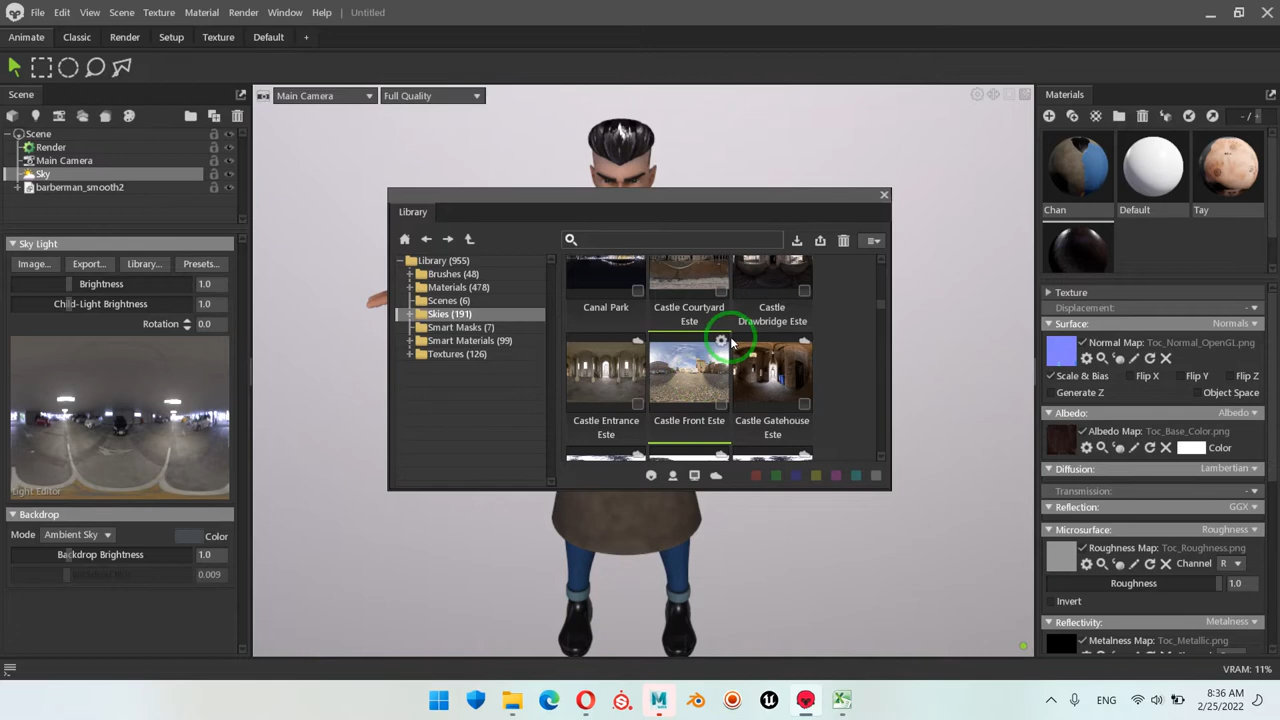 File Edit View Scene Texture Material Render Window Help Untitled
Animate Classic Render Setup Texture Default +
Scene
Main Camera Full Quality
Materials
- /
Scene
Render
Main Camera
Sky
barberman_smooth2
Chan Default Tay
Library
Library (955)
Brushes (48)
Materials (478)
Scenes (6)
Skies (191)
Smart Masks (7)
Smart Materials (99)
Textures (126)
Canal Park
Castle Courtyard Este
Castle Drawbridge Este
Castle Entrance Este
Castle Front Este
Castle Gatehouse Este
Sky Light
Image... Export... Library... Presets...
Brightness 1.0
Child-Light Brightness 1.0
Rotation 0.0
Light Editor
Backdrop
Mode Ambient Sky Color
Backdrop Brightness 1.0
0.009
Texture
Displacement: -
Surface: Normals
Normal Map: Toc_Normal_OpenGL.png
Scale & Bias Flip X Flip Y Flip Z
Generate Z Object Space
Albedo: Albedo
Albedo Map: Toc_Base_Color.png
Color
Diffusion: Lambertian
Transmission: -
Reflection: GGX
Microsurface: Roughness
Roughness Map: Toc_Roughness.png
Channel R
Roughness 1.0
Invert
Reflectivity: Metalness
Metalness Map: Toc_Metallic.png
VRAM: 11%
ENG
8:36 AM
2/25/2022